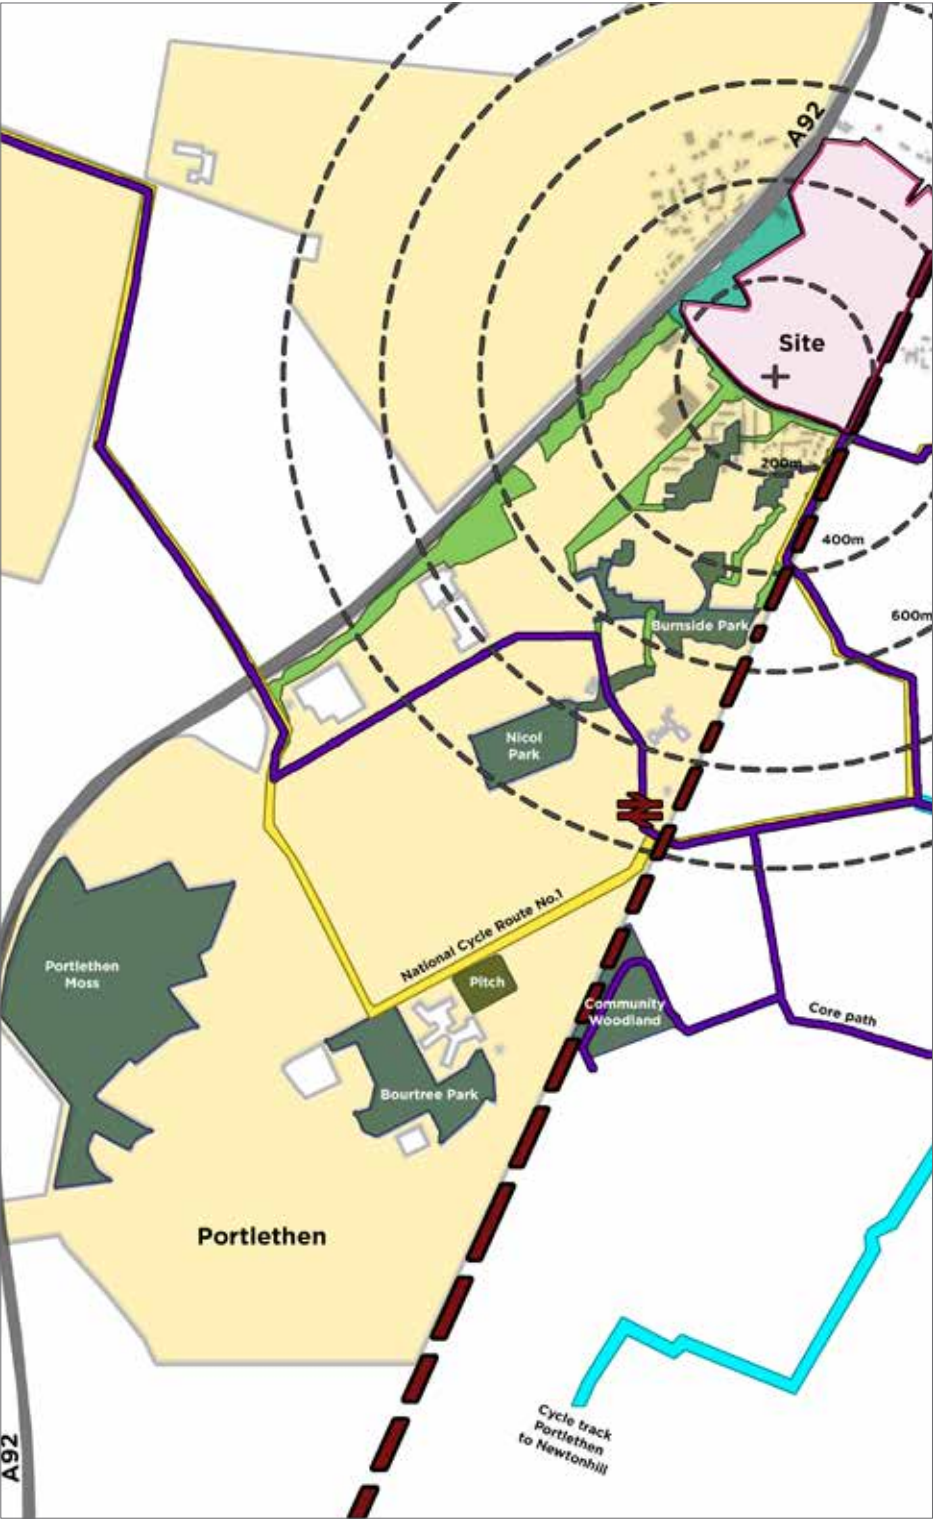 A92
Site
200m
400m
600m
Burnside Park
Nicol
Park
National Cycle Route No.1
Pitch
Portlethen
Moss
Community
Woodland
Core path
Bourtree Park
Portlethen
Cycle track
Portlethen
to Newtonhill
A92